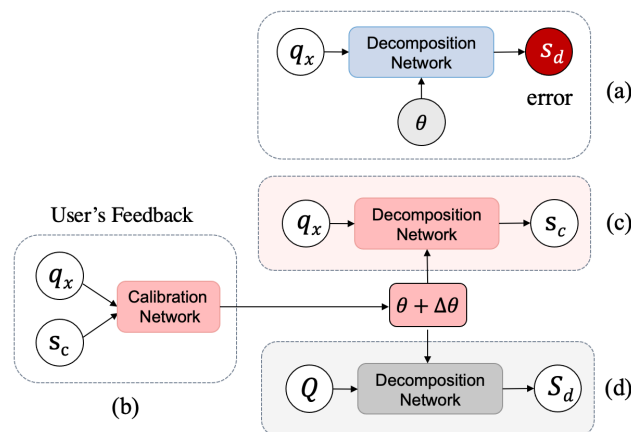 q_x
Decomposition
Network
s_d
θ
error
(a)
User's Feedback
q_x
s_c
Calibration
Network
(b)
q_x
Decomposition
Network
s_c
(c)
θ + Δθ
Q
Decomposition
Network
S_d
(d)